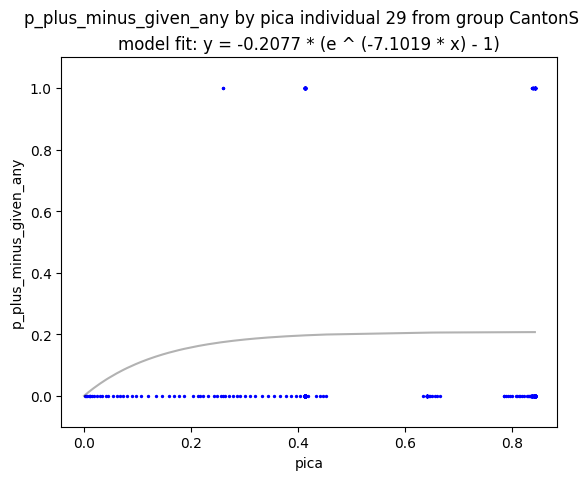 p_plus_minus_given_any by pica individual 29 from group CantonS
model fit: y = -0.2077 * (e ^ (-7.1019 * x) - 1)
1.0
0.8
0.6
0.4
0.2
0.0
p_plus_minus_given_any
0.0 0.2 0.4 0.6 0.8
pica